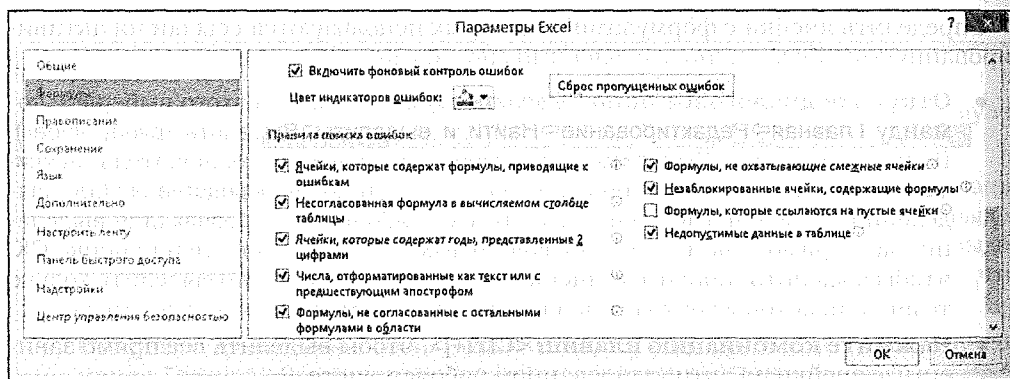 Параметры Excel
?
Общие
Формулы
Правописание
Сохранение
Язык
Дополнительно
Настроить ленту
Панель быстрого доступа
Надстройки
Центр управления безопасностью
Включить фоновый контроль ошибок
Цвет индикаторов ошибок:
Сброс пропущенных ошибок
Правила поиска ошибок
Ячейки, которые содержат формулы, приводящие к
ошибкам
Несогласованная формула в вычисляемом столбце
таблицы
Ячейки, которые содержат годы, представленные 2
цифрами
Числа, отформатированные как текст или с
предшествующим апострофом
Формулы, не согласованные с остальными
формулами в области
Формулы, не охватывающие смежные ячейки
Незаблокированные ячейки, содержащие формулы
Формулы, которые ссылаются на пустые ячейки
Недопустимые данные в таблице
ОК
Отмена